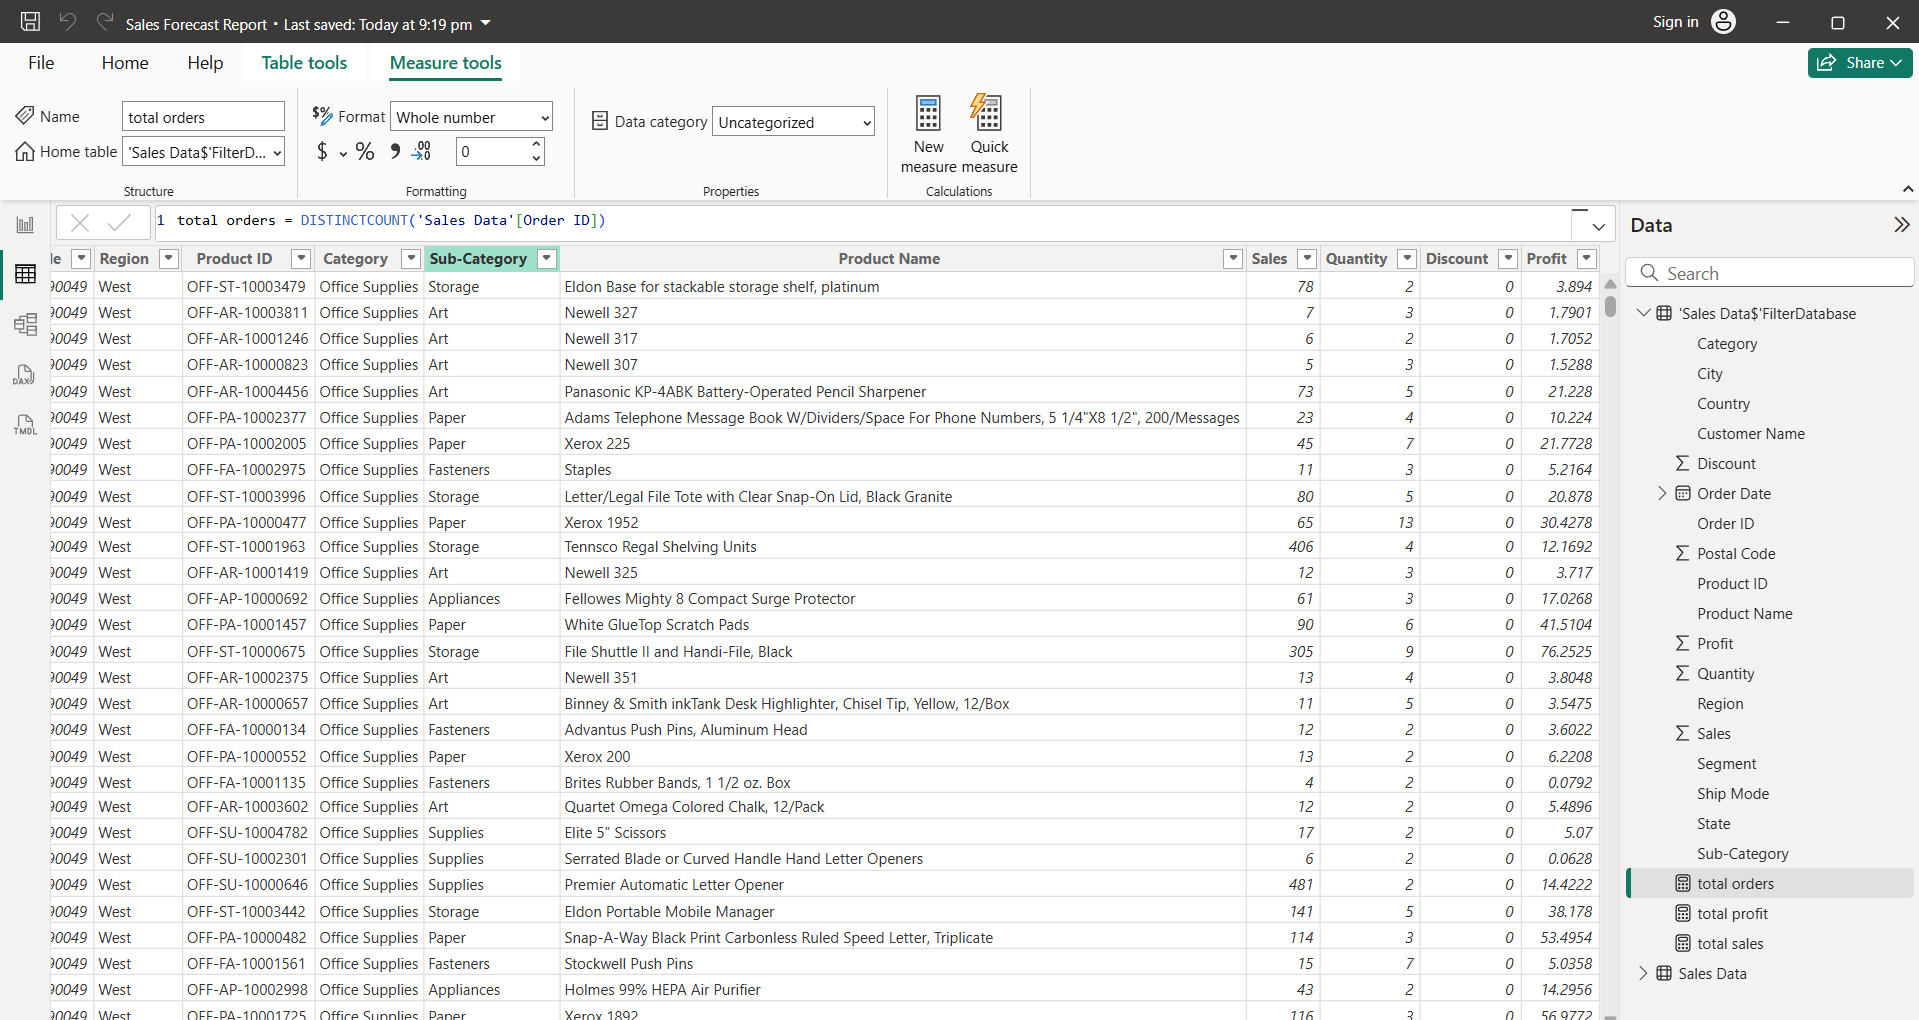 Sales Forecast Report • Last saved: Today at 9:19 pm
Sign in
File Home Help Table tools Measure tools
Share
Name total orders
Home table 'Sales Data$'FilterD...
Structure
Format Whole number
$ % 0
Formatting
Data category Uncategorized
Properties
New measure
Quick measure
Calculations
1 total orders = DISTINCTCOUNT('Sales Data'[Order ID])
le Region Product ID Category Sub-Category Product Name Sales Quantity Discount Profit
90049 West OFF-ST-10003479 Office Supplies Storage Eldon Base for stackable storage shelf, platinum 78 2 0 3.894
90049 West OFF-AR-10003811 Office Supplies Art Newell 327 7 3 0 1.7901
90049 West OFF-AR-10001246 Office Supplies Art Newell 317 6 2 0 1.7052
90049 West OFF-AR-10000823 Office Supplies Art Newell 307 5 3 0 1.5288
90049 West OFF-AR-10004456 Office Supplies Art Panasonic KP-4ABK Battery-Operated Pencil Sharpener 73 5 0 21.228
90049 West OFF-PA-10002377 Office Supplies Paper Adams Telephone Message Book W/Dividers/Space For Phone Numbers, 5 1/4"X8 1/2", 200/Messages 23 4 0 10.224
90049 West OFF-PA-10002005 Office Supplies Paper Xerox 225 45 7 0 21.7728
90049 West OFF-FA-10002975 Office Supplies Fasteners Staples 11 3 0 5.2164
90049 West OFF-ST-10003996 Office Supplies Storage Letter/Legal File Tote with Clear Snap-On Lid, Black Granite 80 5 0 20.878
90049 West OFF-PA-10000477 Office Supplies Paper Xerox 1952 65 13 0 30.4278
90049 West OFF-ST-10001963 Office Supplies Storage Tennsco Regal Shelving Units 406 4 0 12.1692
90049 West OFF-AR-10001419 Office Supplies Art Newell 325 12 3 0 3.717
90049 West OFF-AP-10000692 Office Supplies Appliances Fellowes Mighty 8 Compact Surge Protector 61 3 0 17.0268
90049 West OFF-PA-10001457 Office Supplies Paper White GlueTop Scratch Pads 90 6 0 41.5104
90049 West OFF-ST-10000675 Office Supplies Storage File Shuttle II and Handi-File, Black 305 9 0 76.2525
90049 West OFF-AR-10002375 Office Supplies Art Newell 351 13 4 0 3.8048
90049 West OFF-AR-10000657 Office Supplies Art Binney & Smith inkTank Desk Highlighter, Chisel Tip, Yellow, 12/Box 11 5 0 3.5475
90049 West OFF-FA-10000134 Office Supplies Fasteners Advantus Push Pins, Aluminum Head 12 2 0 3.6022
90049 West OFF-PA-10000552 Office Supplies Paper Xerox 200 13 2 0 6.2208
90049 West OFF-FA-10001135 Office Supplies Fasteners Brites Rubber Bands, 1 1/2 oz. Box 4 2 0 0.0792
90049 West OFF-AR-10003602 Office Supplies Art Quartet Omega Colored Chalk, 12/Pack 12 2 0 5.4896
90049 West OFF-SU-10004782 Office Supplies Supplies Elite 5" Scissors 17 2 0 5.07
90049 West OFF-SU-10002301 Office Supplies Supplies Serrated Blade or Curved Handle Hand Letter Openers 6 2 0 0.0628
90049 West OFF-SU-10000646 Office Supplies Supplies Premier Automatic Letter Opener 481 2 0 14.4222
90049 West OFF-ST-10003442 Office Supplies Storage Eldon Portable Mobile Manager 141 5 0 38.178
90049 West OFF-PA-10000482 Office Supplies Paper Snap-A-Way Black Print Carbonless Ruled Speed Letter, Triplicate 114 3 0 53.4954
90049 West OFF-FA-10001561 Office Supplies Fasteners Stockwell Push Pins 15 7 0 5.0358
90049 West OFF-AP-10002998 Office Supplies Appliances Holmes 99% HEPA Air Purifier 43 2 0 14.2956
90049 West OFF-PA-10001725 Office Supplies Paper Xerox 1892 116 3 0 56.9772
DAX
TMDL
Data
Search
'Sales Data$'FilterDatabase
Category
City
Country
Customer Name
Discount
Order Date
Order ID
Postal Code
Product ID
Product Name
Profit
Quantity
Region
Sales
Segment
Ship Mode
State
Sub-Category
total orders
total profit
total sales
Sales Data